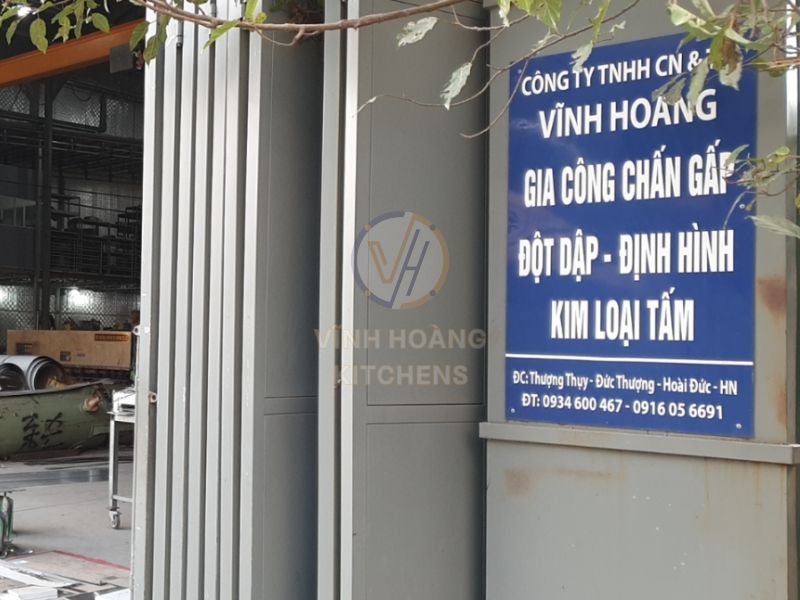 CÔNG TY TNHH CN &
VĨNH HOÀNG
GIA CÔNG CHẤN GẤP
ĐỘT DẬP - ĐỊNH HÌNH
KIM LOẠI TẤM
ĐC: Thượng Thụy - Đức Thượng - Hoài Đức - HN
ĐT: 0934 600 467 - 0916 05 6691
VH
VĨNH HOÀNG
KITCHENS